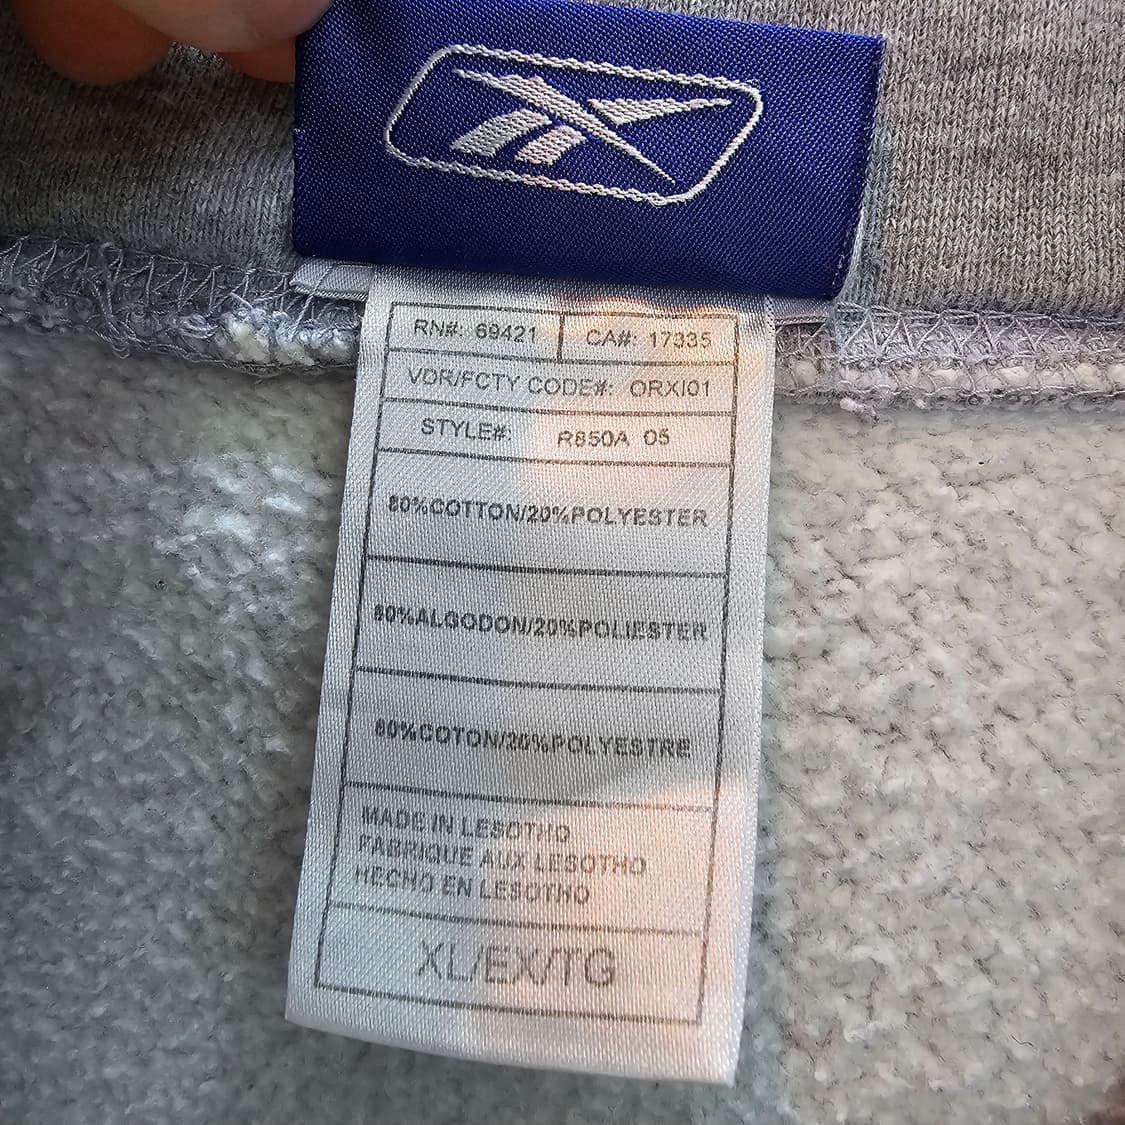 RN#: 69421 CA#: 17335
VDR/FCTY CODE#: ORXI01
STYLE#: R850A 05
80%COTTON/20%POLYESTER
80%ALGODON/20%POLIESTER
80%COTON/20%POLYESTRE
MADE IN LESOTHO
FABRIQUE AUX LESOTHO
HECHO EN LESOTHO
XL/EX/TG